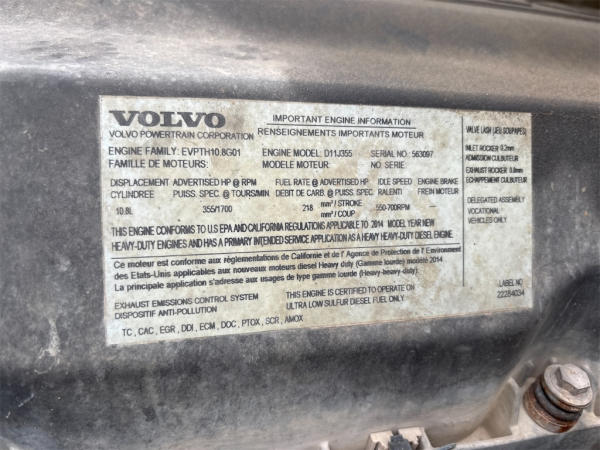 VOLVO
VOLVO POWERTRAIN CORPORATION
IMPORTANT ENGINE INFORMATION
RENSEIGNEMENTS IMPORTANTS MOTEUR
ENGINE FAMILY: EVPTH10.8G01 ENGINE MODEL: D11J355 SERIAL NO: 563097
FAMILLE DE MOTEURS: MODELE MOTEUR: NO. SERIE
DISPLACEMENT ADVERTISED HP @ RPM FUEL RATE @ ADVERTISED HP IDLE SPEED ENGINE BRAKE
CYLINDREE PUISS. SPEC. @ TOURS/MIN DEBIT DE CARB. @ PUISS. SPEC. RALENTI FREIN MOTEUR
10.8L 355/1700 218 mm³ / STROKE 550-700RPM
mm³ / COUP
THIS ENGINE CONFORMS TO U.S EPA AND CALIFORNIA REGULATIONS APPLICABLE TO 2014 MODEL YEAR NEW
HEAVY-DUTY ENGINES AND HAS A PRIMARY INTENDED SERVICE APPLICATION AS A HEAVY HEAVY-DUTY DIESEL ENGINE.
Ce moteur est conforme aux réglementations de Californie et de l' Agence de Protection de l' Environment
des Etats-Unis applicables aux nouveaux moteurs diesel Heavy duty (Gamme lourde) modèles 2014.
La principale application s'adresse aux usages de type gamme lourde (Heavy-heavy-duty).
EXHAUST EMISSIONS CONTROL SYSTEM
DISPOSITIF ANTI-POLLUTION
THIS ENGINE IS CERTIFIED TO OPERATE ON
ULTRA LOW SULFUR DIESEL FUEL ONLY.
TC, CAC, EGR, DDI, ECM, DOC, PTOX, SCR, AMOX
VALVE LASH (JEU SOUPAPES)
INLET ROCKER 0.2mm
ADMISSION CULBUTEUR
EXHAUST ROCKER 0.8mm
ECHAPPEMENT CULBUTEUR
DELEGATED ASSEMBLY
VOCATIONAL
VEHICLES ONLY
LABEL NO
22284034